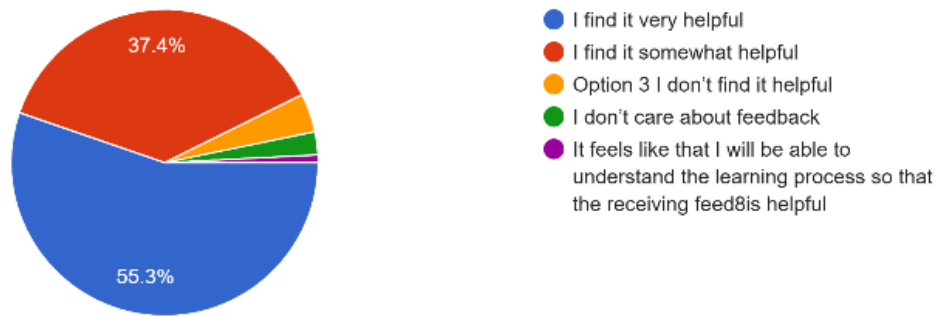 37.4%
55.3%
I find it very helpful
I find it somewhat helpful
Option 3 I don't find it helpful
I don't care about feedback
It feels like that I will be able to
understand the learning process so that
the receiving feed8is helpful